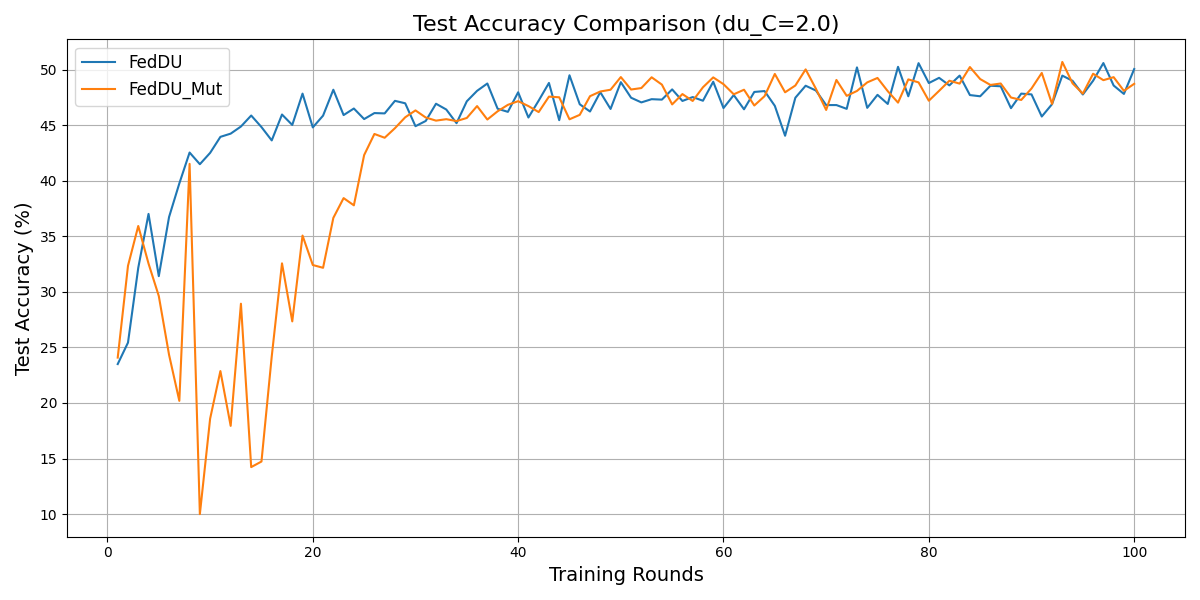 Test Accuracy Comparison (du_C=2.0)
FedDU
FedDU_Mut
Test Accuracy (%)
50
45
40
35
30
25
20
15
10
0 20 40 60 80 100
Training Rounds